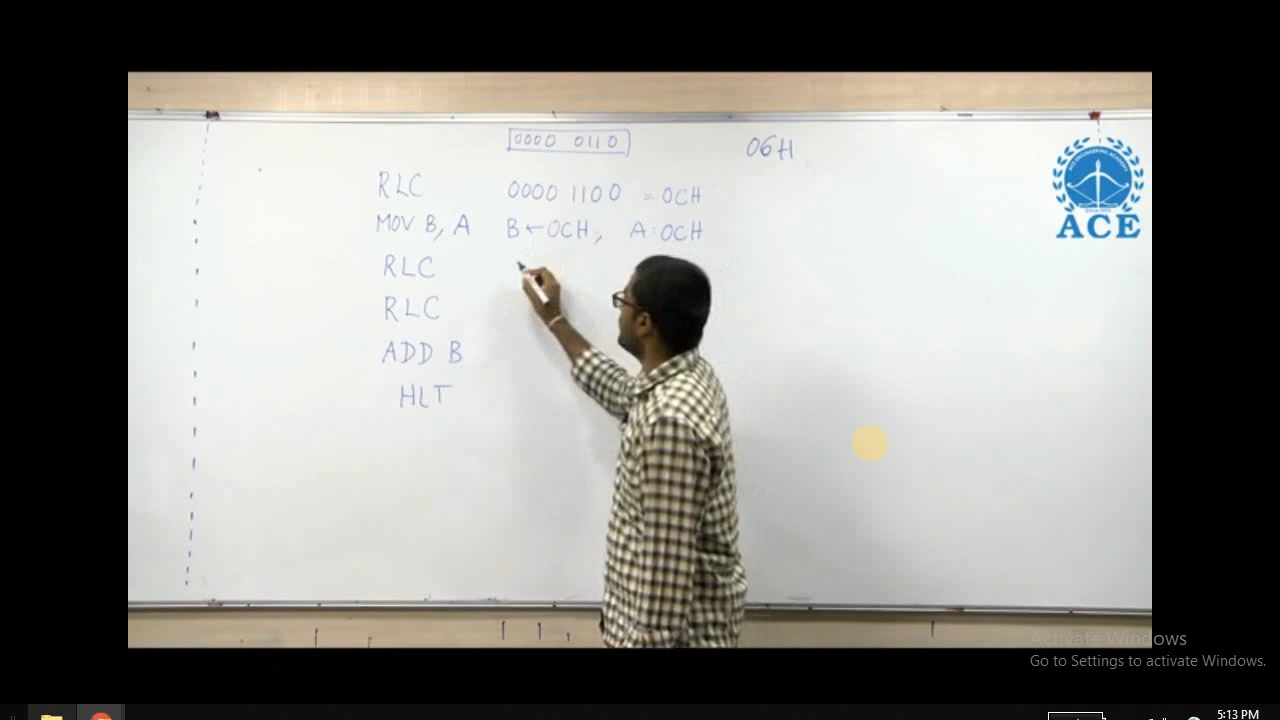 0000 0110
06H
RLC 0000 1100 = 0CH
MOV B, A B ← 0CH, A : 0CH
RLC
RLC
ADD B
HLT
ACE
Activate Windows
Go to Settings to activate Windows.
5:13 PM